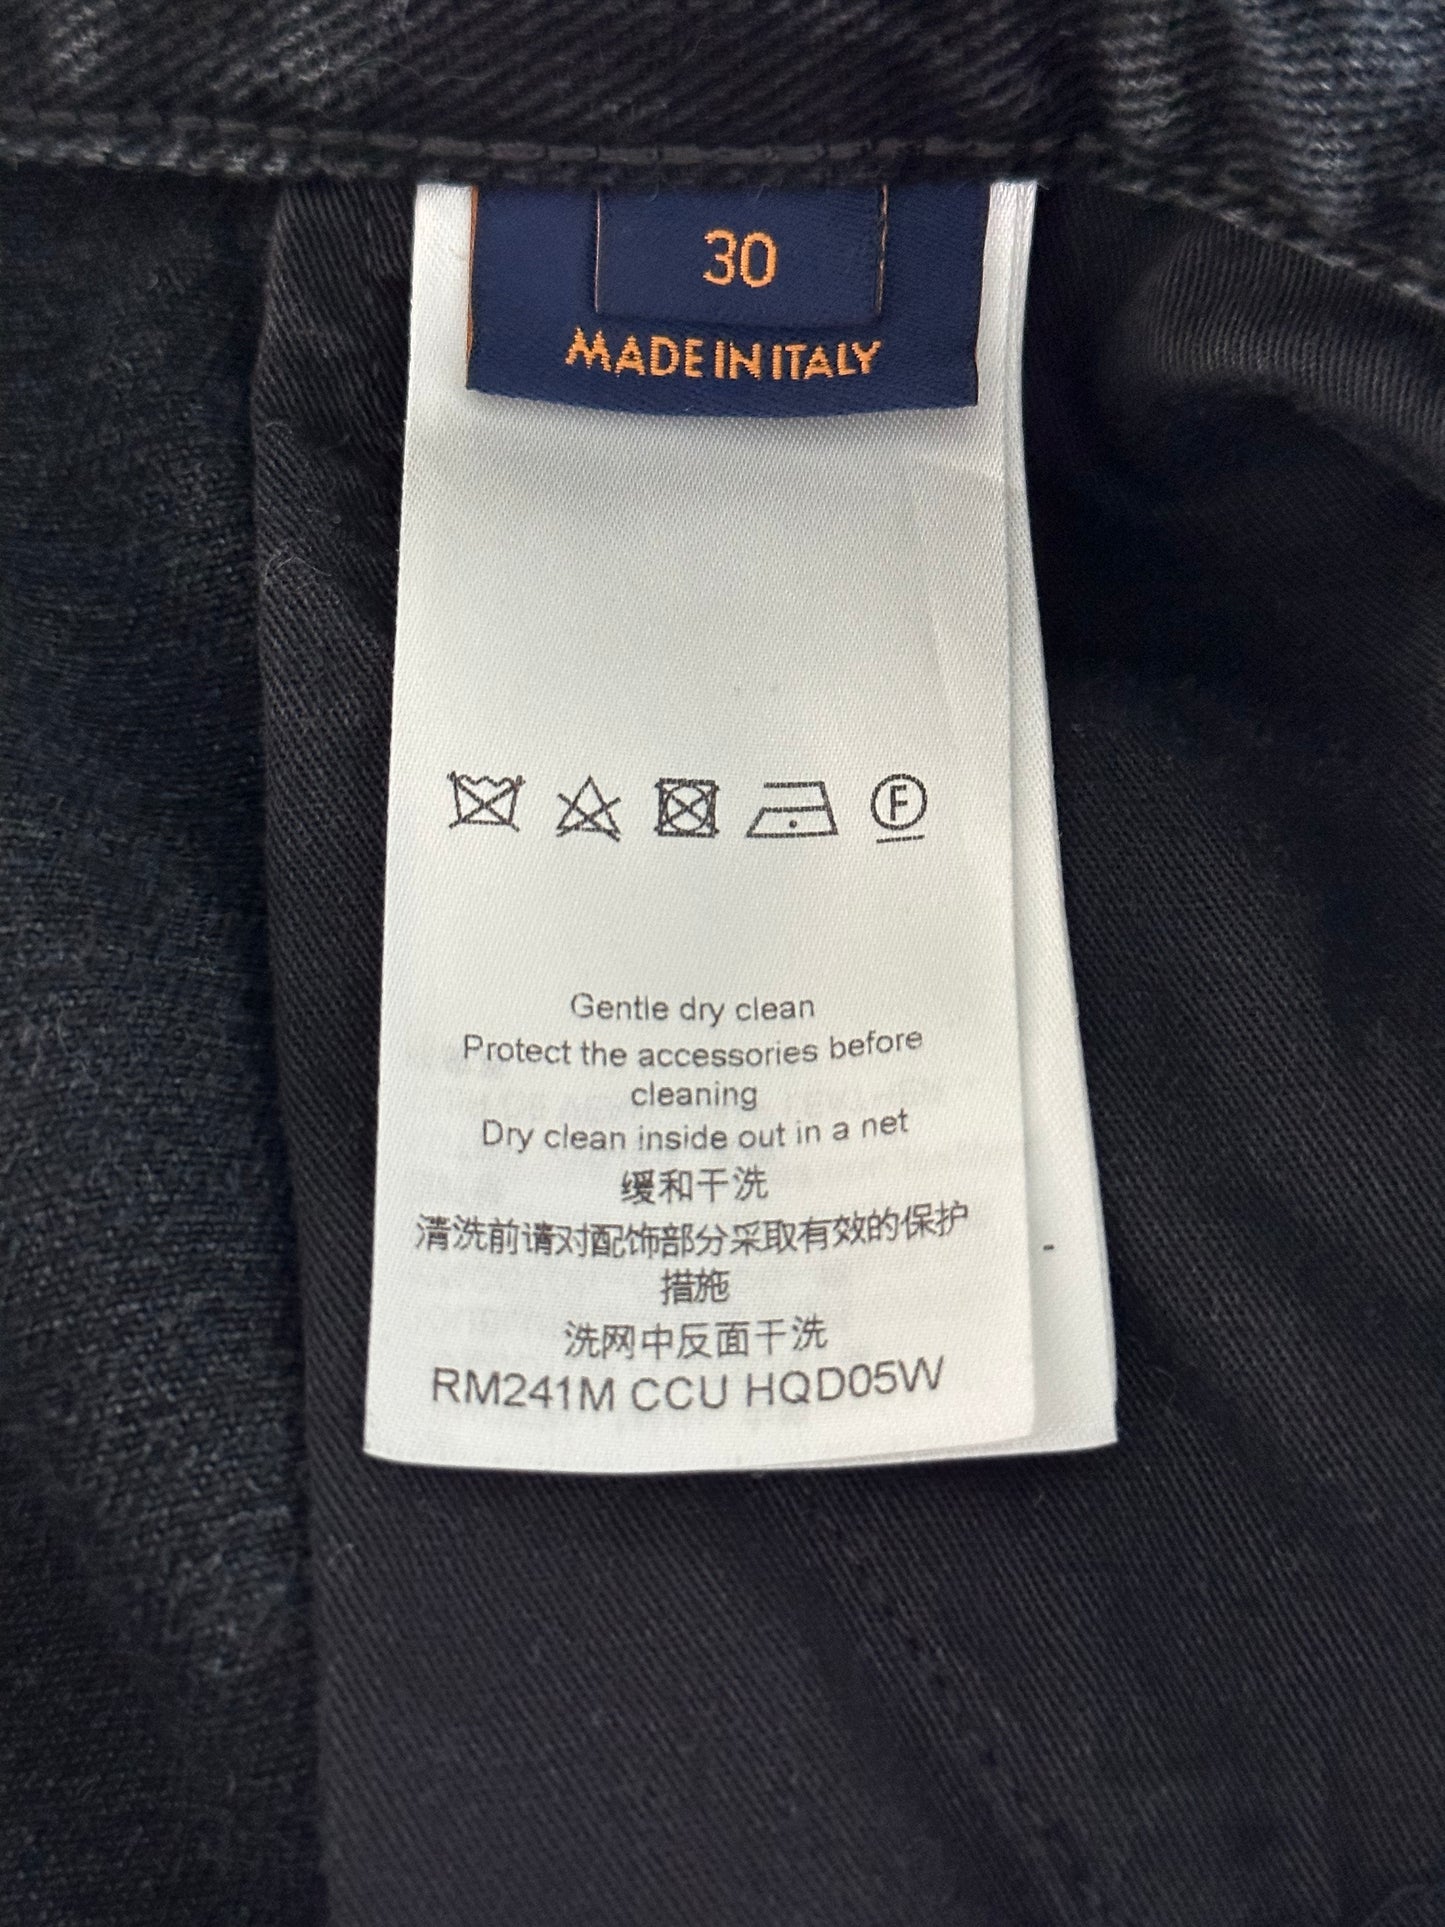 30
MADE IN ITALY
F
Gentle dry clean
Protect the accessories before
cleaning
Dry clean inside out in a net
缓和干洗
清洗前请对配饰部分采取有效的保护
措施
洗网中反面干洗
RM241M CCU HQD05W